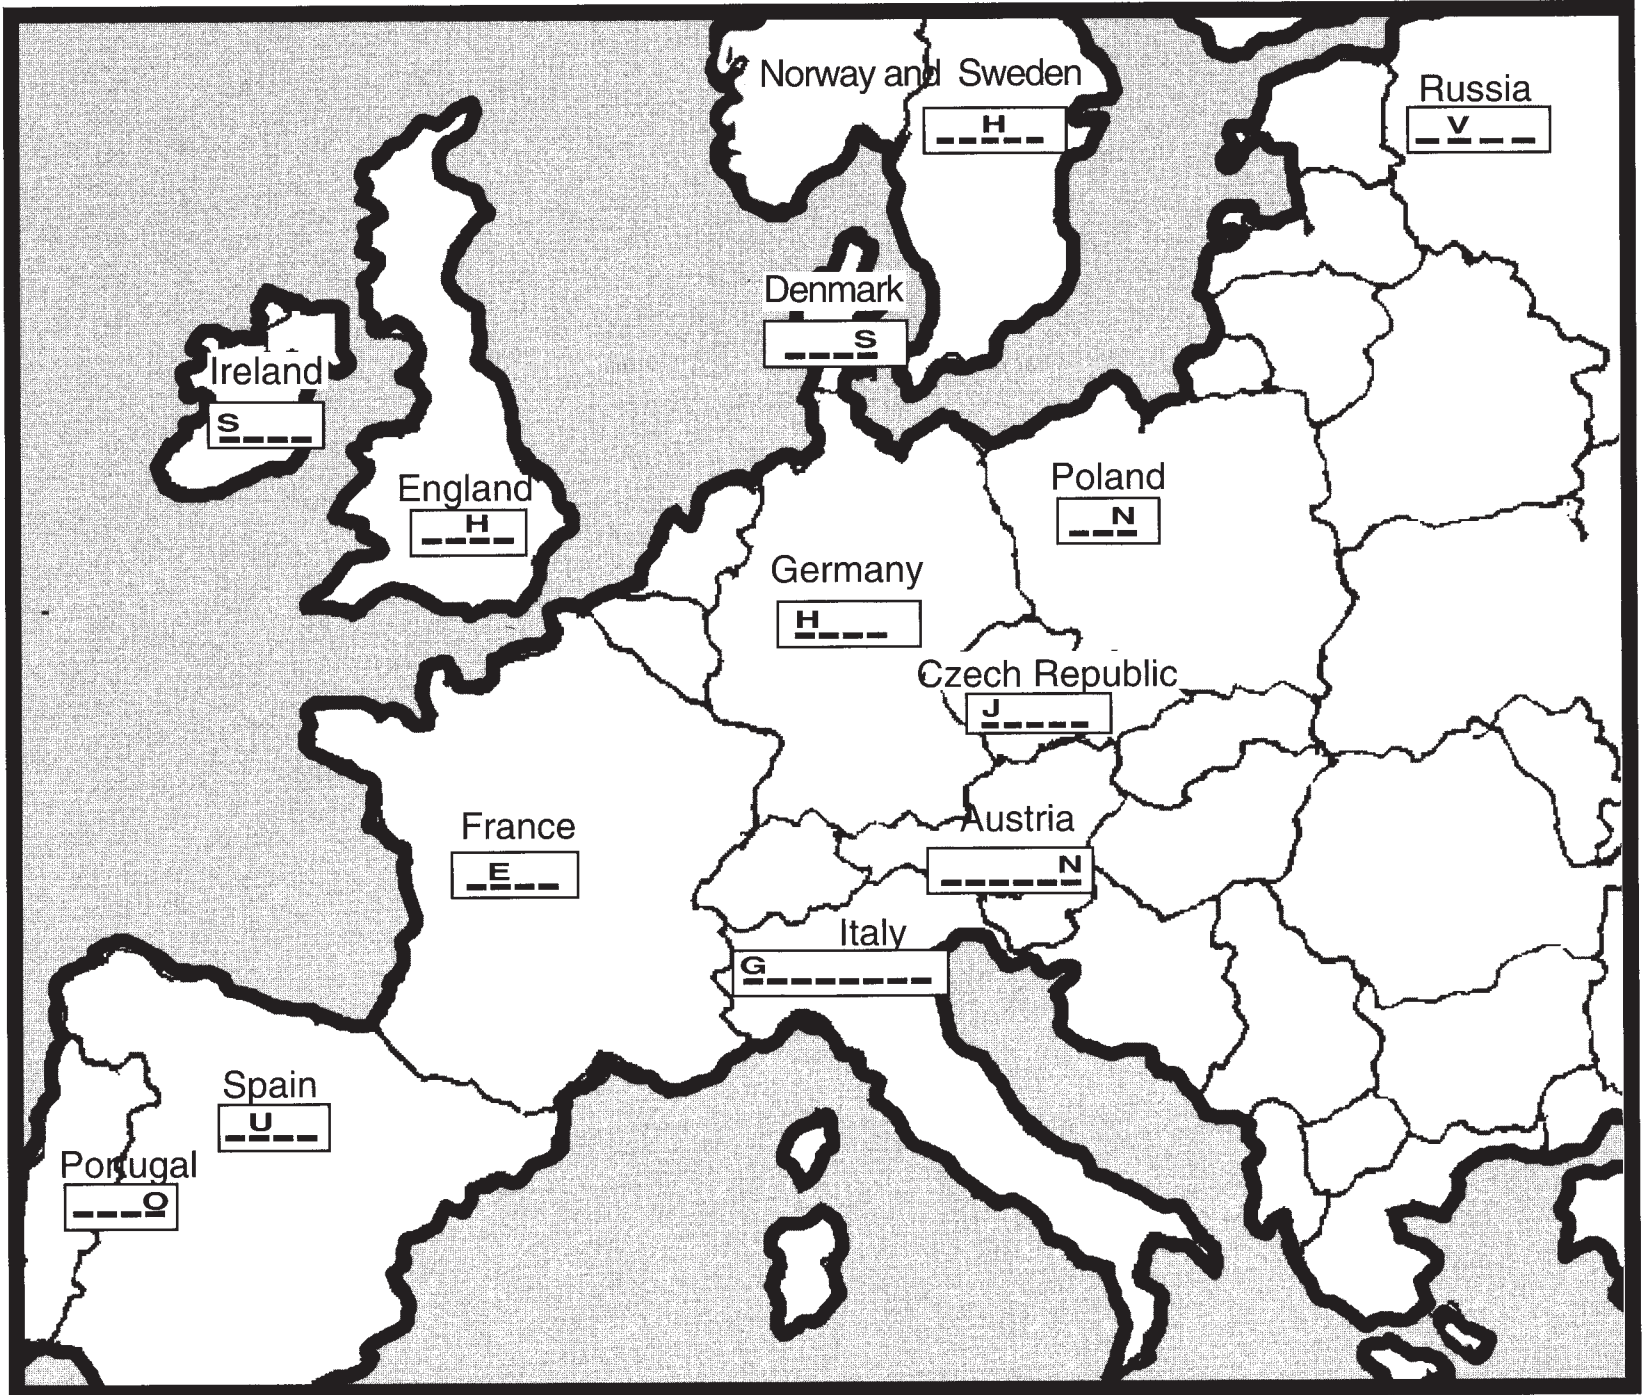 Norway and Sweden
_ _ H _ _
Russia
_ V _ _
Denmark
_ _ _ S
Ireland
S _ _ _
England
_ _ H _
Poland
_ _ N
Germany
H _ _ _
Czech Republic
J _ _ _ _
France
_ E _ _
Austria
_ _ _ _ _ N
Italy
G _ _ _ _ _ _ _
Spain
_ U _ _
Portugal
_ _ _ O